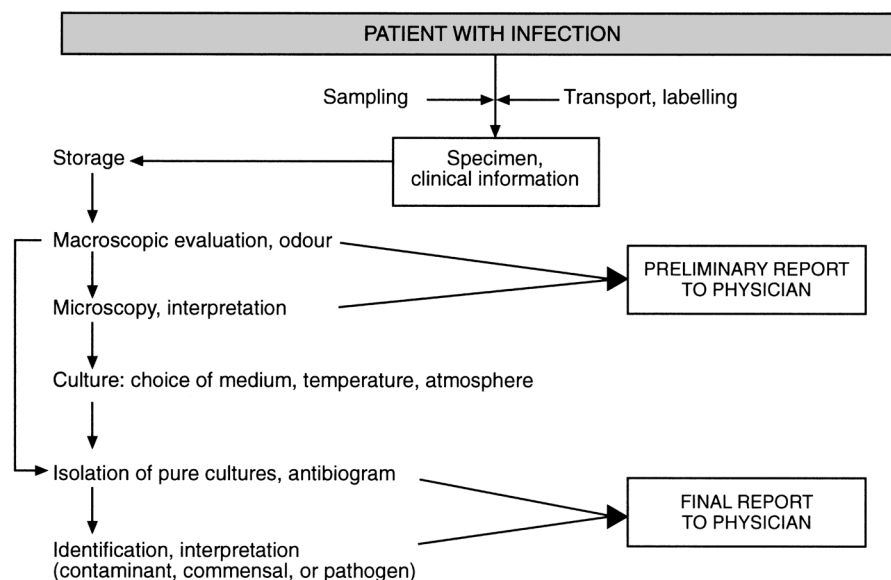 PATIENT WITH INFECTION
Sampling
Transport, labelling
Specimen,
clinical information
Storage
Macroscopic evaluation, odour
PRELIMINARY REPORT
TO PHYSICIAN
Microscopy, interpretation
Culture: choice of medium, temperature, atmosphere
Isolation of pure cultures, antibiogram
FINAL REPORT
TO PHYSICIAN
Identification, interpretation
(contaminant, commensal, or pathogen)